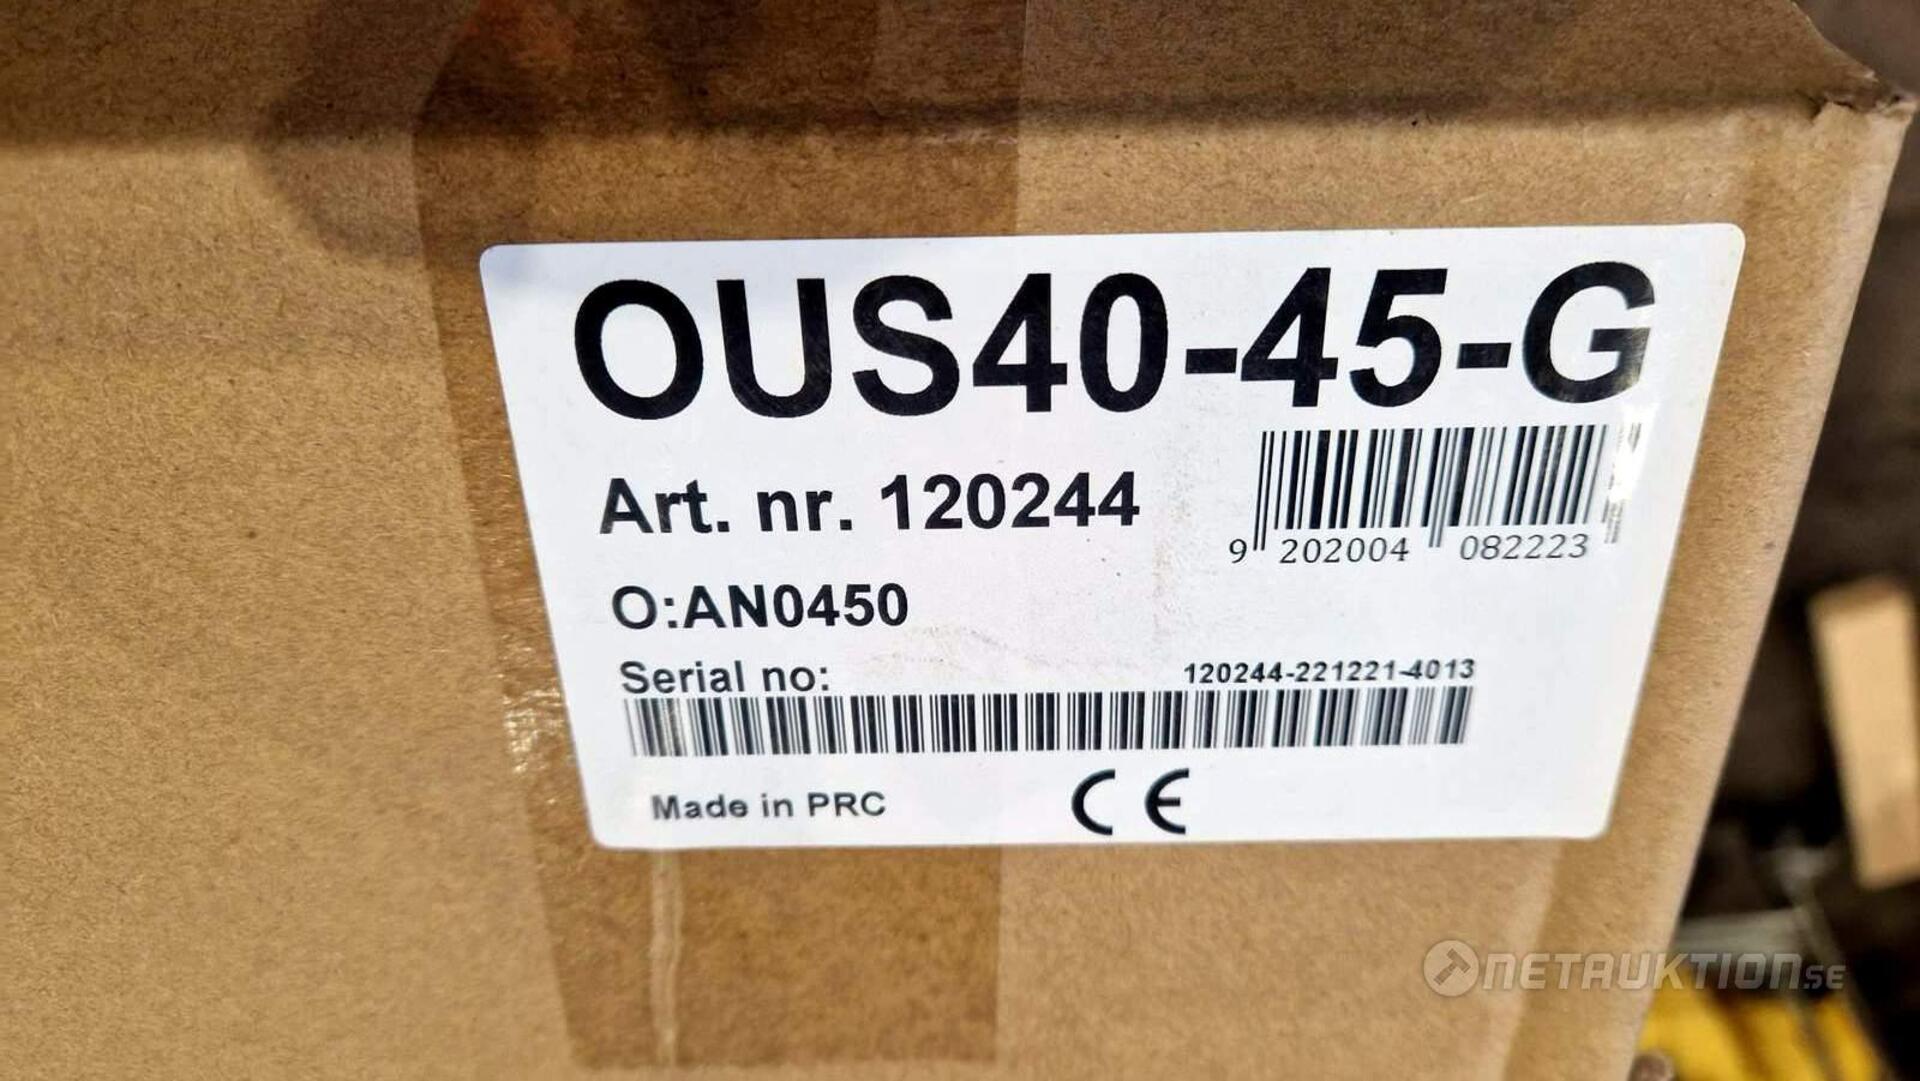 OUS40-45-G
Art. nr. 120244
9 202004 082223
O:AN0450
Serial no: 120244-221221-4013
Made in PRC CE
NETAUKTION.SE